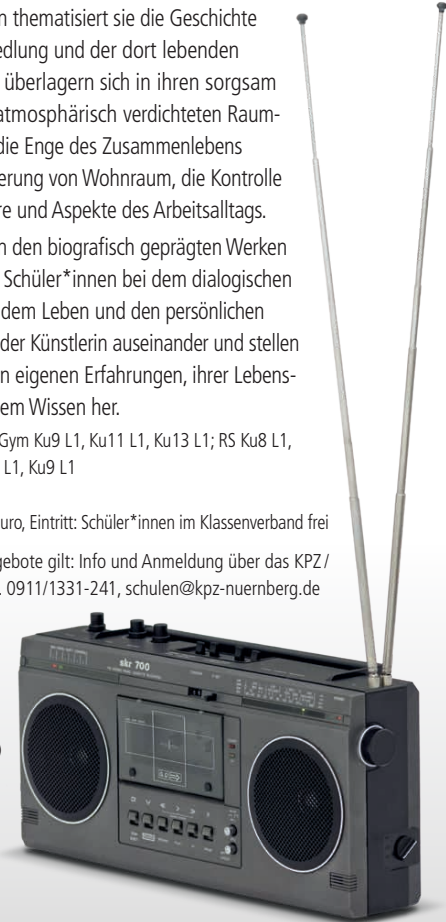 n thematisiert sie die Geschichte
edlung und der dort lebenden
überlagern sich in ihren sorgsam
atmosphärisch verdichteten Raum-
die Enge des Zusammenlebens
erung von Wohnraum, die Kontrolle
re und Aspekte des Arbeitsalltags.
n den biografisch geprägten Werken
Schüler*innen bei dem dialogischen
dem Leben und den persönlichen
der Künstlerin auseinander und stellen
n eigenen Erfahrungen, ihrer Lebens-
em Wissen her.
Gym Ku9 L1, Ku11 L1, Ku13 L1; RS Ku8 L1,
L1, Ku9 L1
uro, Eintritt: Schüler*innen im Klassenverband frei
gebote gilt: Info und Anmeldung über das KPZ /
. 0911/1331-241, schulen@kpz-nuernberg.de
skr 700